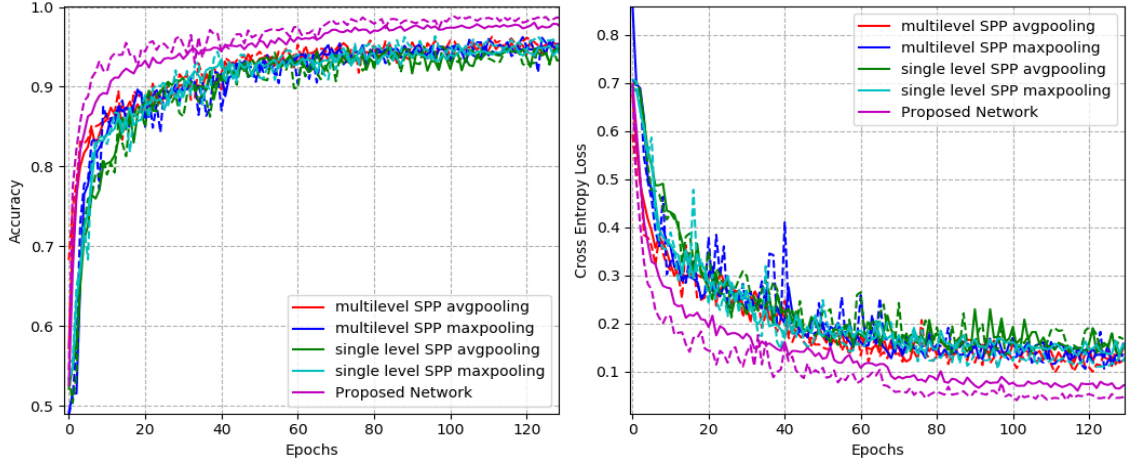 1.0
0.9
0.8
0.7
0.6
0.5
Accuracy
0 20 40 60 80 100 120
Epochs
multilevel SPP avgpooling
multilevel SPP maxpooling
single level SPP avgpooling
single level SPP maxpooling
Proposed Network
0.8
0.7
0.6
0.5
0.4
0.3
0.2
0.1
Cross Entropy Loss
0 20 40 60 80 100 120
Epochs
multilevel SPP avgpooling
multilevel SPP maxpooling
single level SPP avgpooling
single level SPP maxpooling
Proposed Network